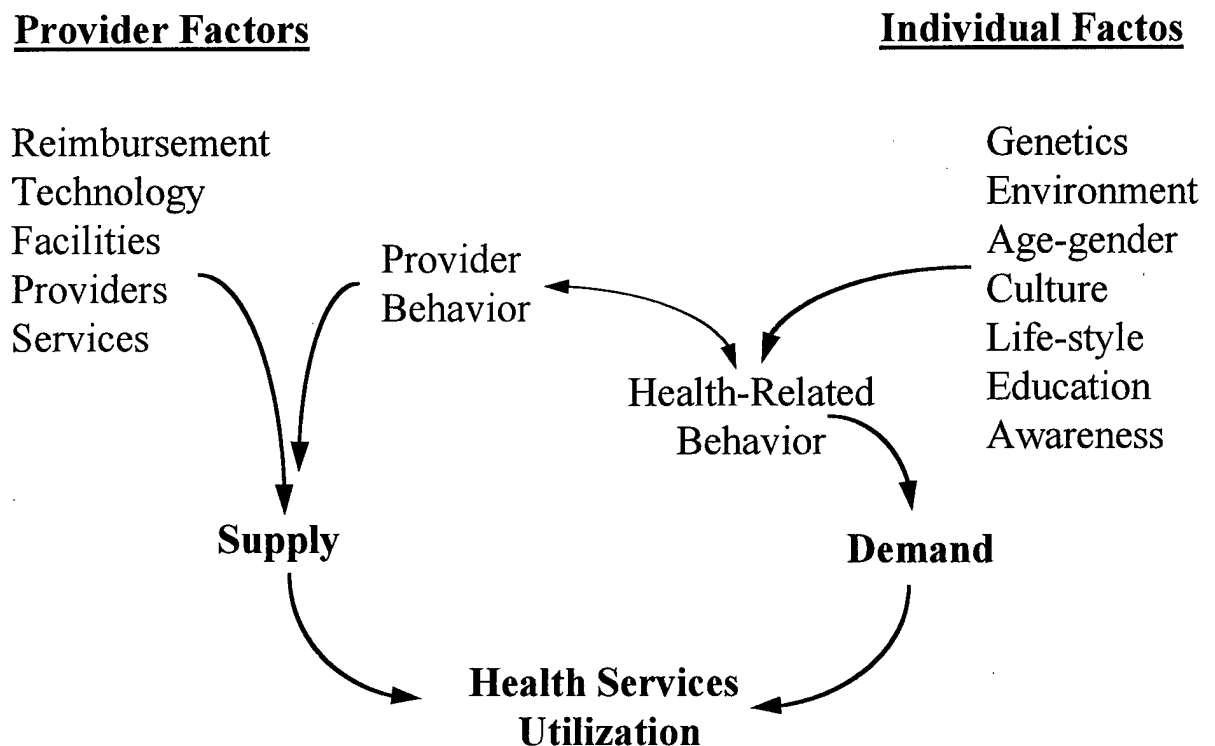 Provider Factors
Individual Factos
Reimbursement
Technology
Facilities
Providers
Services
Provider
Behavior
Genetics
Environment
Age-gender
Culture
Life-style
Education
Awareness
Health-Related
Behavior
Supply
Demand
Health Services
Utilization